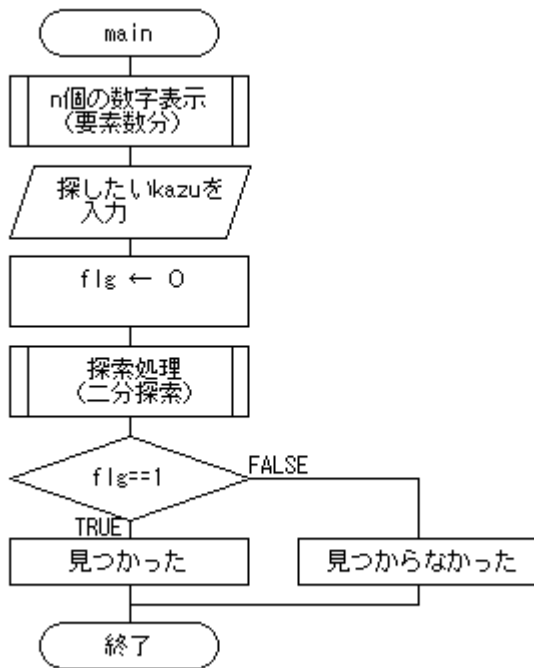 main
n個の数字表示
（要素数分）
探したいkazuを
入力
flg ← 0
探索処理
（二分探索）
flg==1
FALSE
TRUE
見つかった
見つからなかった
終了